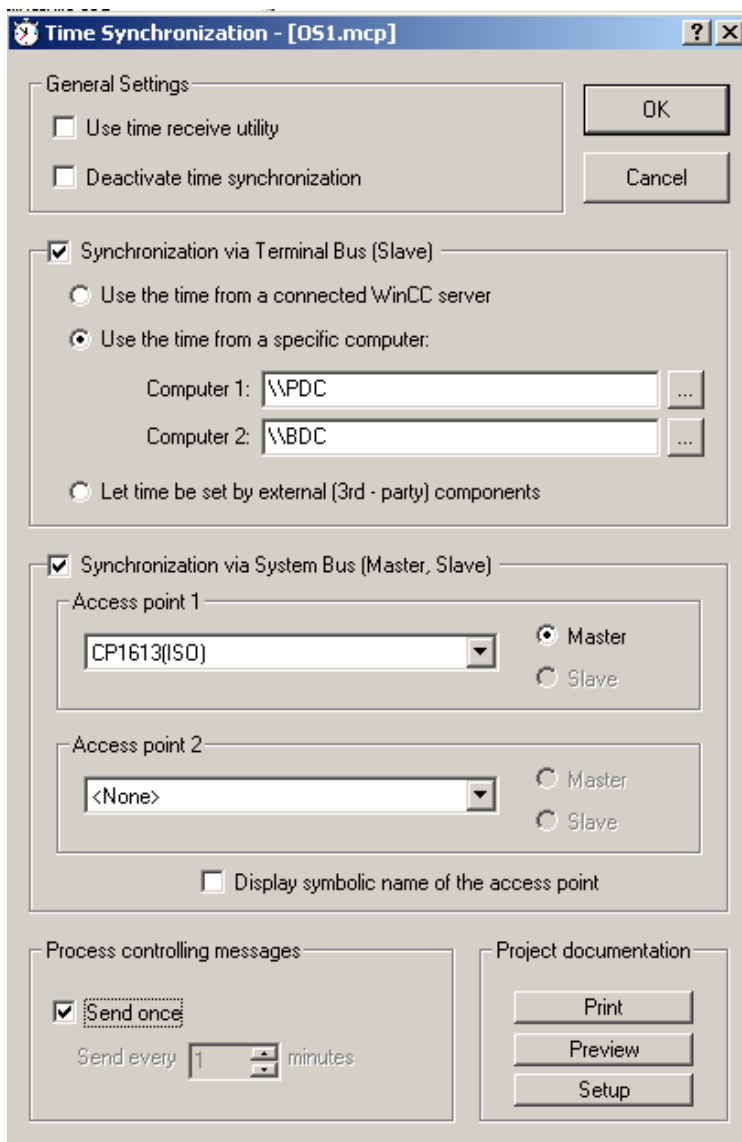 Time Synchronization - [OS1.mcp]
General Settings
Use time receive utility
Deactivate time synchronization
OK
Cancel
Synchronization via Terminal Bus (Slave)
Use the time from a connected WinCC server
Use the time from a specific computer:
Computer 1: \\PDC ...
Computer 2: \\BDC ...
Let time be set by external (3rd - party) components
Synchronization via System Bus (Master, Slave)
Access point 1
CP1613(ISO)
Master
Slave
Access point 2
<None>
Master
Slave
Display symbolic name of the access point
Process controlling messages
Send once
Send every 1 minutes
Project documentation
Print
Preview
Setup